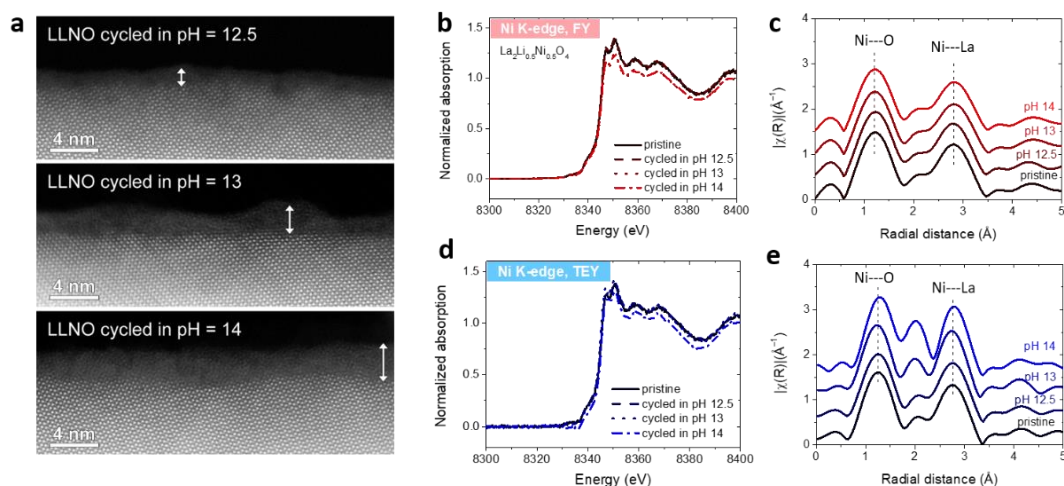 a
LLNO cycled in pH = 12.5
4 nm
LLNO cycled in pH = 13
4 nm
LLNO cycled in pH = 14
4 nm
b
Ni K-edge, FY
La₂Li₀.₅Ni₀.₅O₄
Normalized absorption
1.5
1.0
0.5
0.0
pristine
cycled in pH 12.5
cycled in pH 13
cycled in pH 14
8300 8320 8340 8360 8380 8400
Energy (eV)
c
Ni---O
Ni---La
|χ(R)|(Å⁻¹)
4
3
2
1
0
pH 14
pH 13
pH 12.5
pristine
0 1 2 3 4 5
Radial distance (Å)
d
Ni K-edge, TEY
Normalized absorption
1.5
1.0
0.5
0.0
pristine
cycled in pH 12.5
cycled in pH 13
cycled in pH 14
8300 8320 8340 8360 8380 8400
Energy (eV)
e
Ni---O
Ni---La
|χ(R)|(Å⁻¹)
4
3
2
1
0
pH 14
pH 13
pH 12.5
pristine
0 1 2 3 4 5
Radial distance (Å)